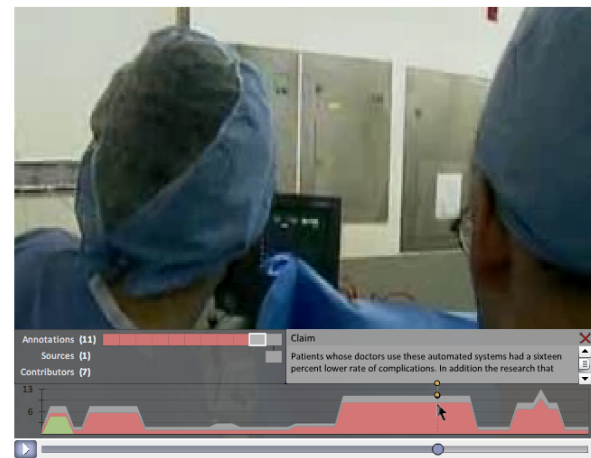 Annotations (11)
Sources (1)
Contributors (7)
Claim
Patients whose doctors use these automated systems had a sixteen
percent lower rate of complications. In addition the research that
13
6